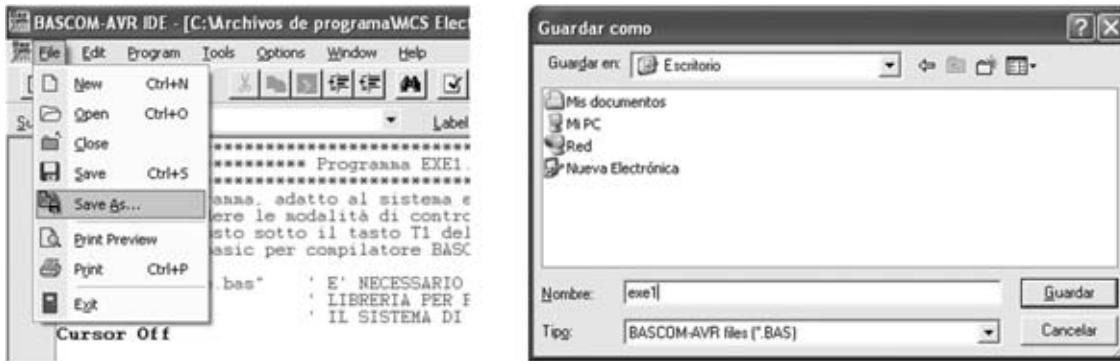 BASCOM-AVR IDE - [C:\Archivos de programa\MCS Elect
File Edit Program Tools Options Window Help
New Ctrl+N
Open Ctrl+O
Close
Save Ctrl+S
Save As...
Print Preview
Print Ctrl+P
Exit
Label
Programma EXE1.
amma, adatto al sistema e
ere le modalità di contro
sto sotto il tasto T1 del
asic per compilatore BASC
.bas" ' E' NECESSARIO
' LIBRERIA PER
' IL SISTEMA DI
Cursor Off
Guardar como
Guardar en: Escritorio
Mis documentos
Mi PC
Red
Nueva Electrónica
Nombre: exe1
Guardar
Tipo: BASCOM-AVR files (*.BAS)
Cancelar